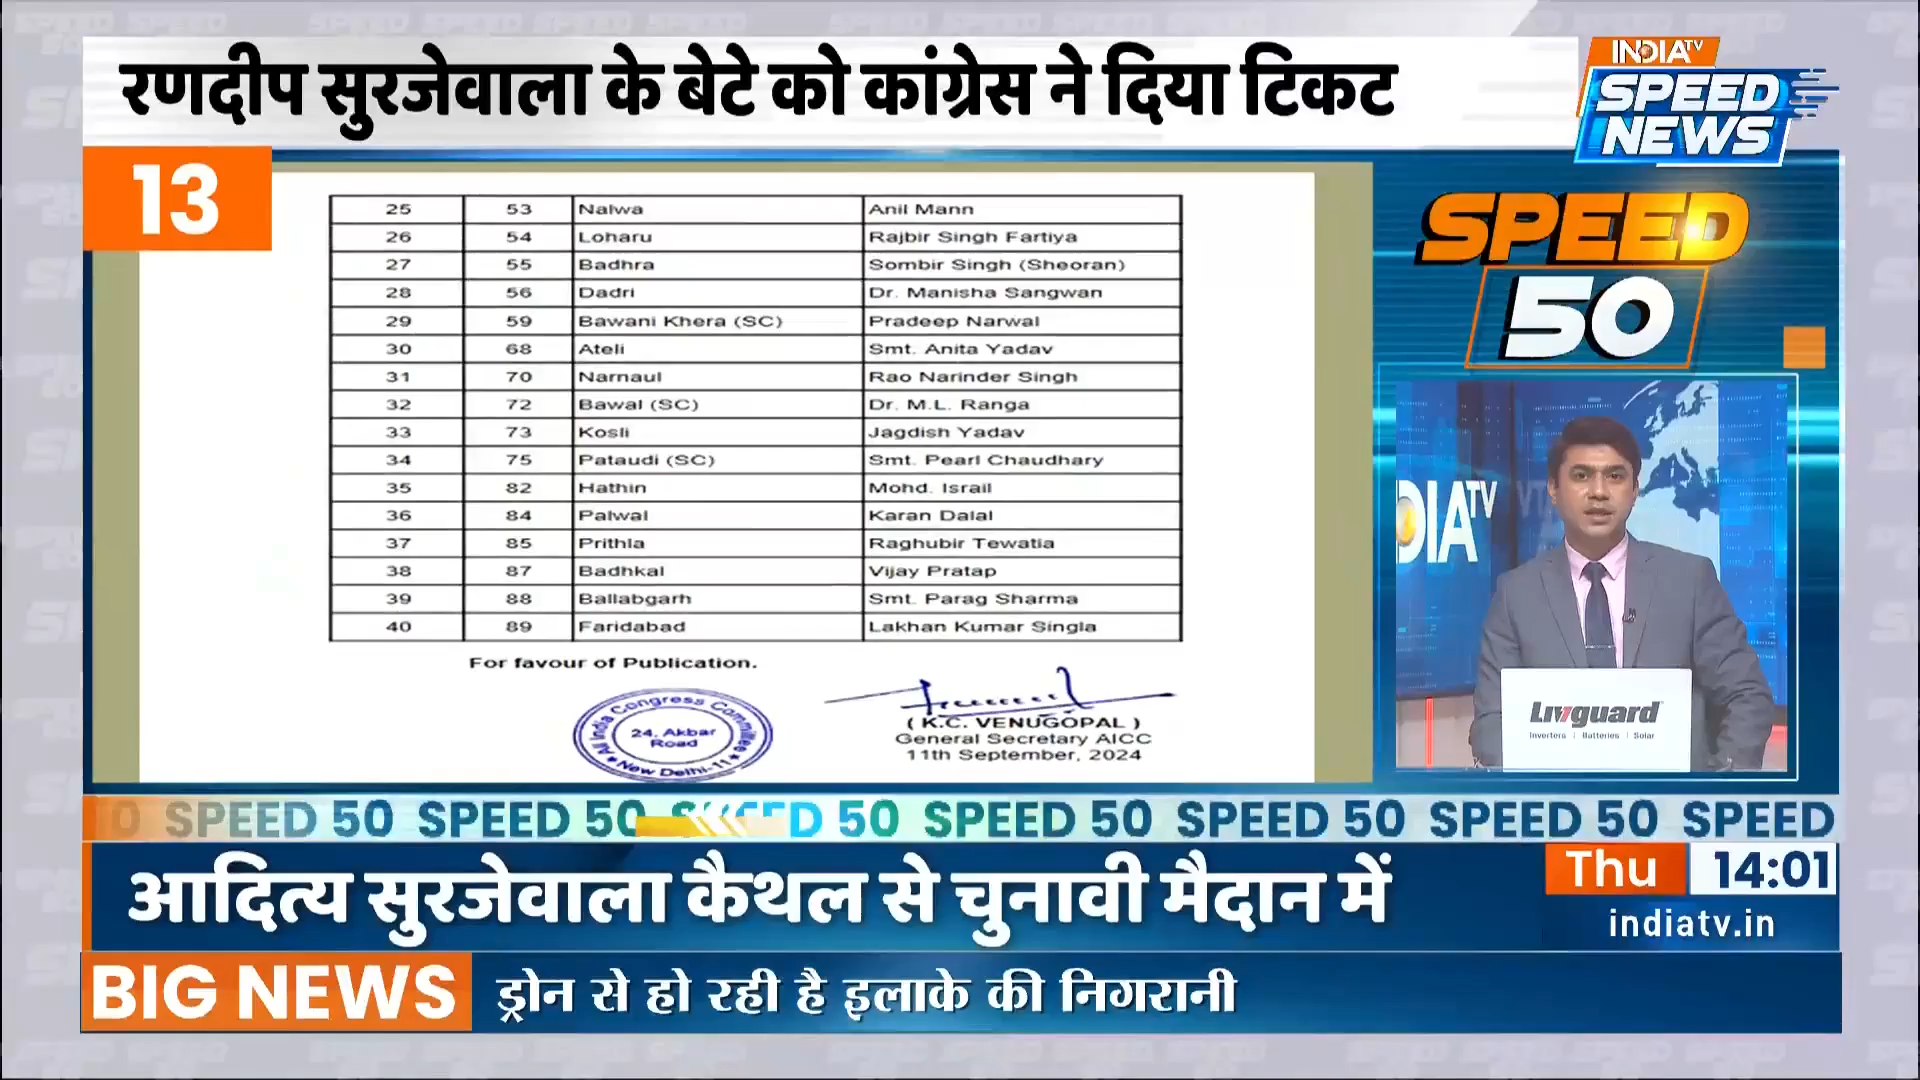 रणदीप सुरजेवाला के बेटे को कांग्रेस ने दिया टिकट
INDIA TV
SPEED
NEWS
13
25 53 Nalwa Anil Mann
26 54 Loharu Rajbir Singh Fartiya
27 55 Badhra Sombir Singh (Sheoran)
28 56 Dadri Dr. Manisha Sangwan
29 59 Bawani Khera (SC) Pradeep Narwal
30 68 Ateli Smt. Anita Yadav
31 70 Narnaul Rao Narinder Singh
32 72 Bawal (SC) Dr. M.L. Ranga
33 73 Kosli Jagdish Yadav
34 75 Pataudi (SC) Smt. Pearl Chaudhary
35 82 Hathin Mohd. Israil
36 84 Palwal Karan Dalal
37 85 Prithla Raghubir Tewatia
38 87 Badhkal Vijay Pratap
39 88 Ballabgarh Smt. Parag Sharma
40 89 Faridabad Lakhan Kumar Singla
For favour of Publication.
All India Congress Committee
24, Akbar
Road
New Delhi-11
( K.C. VENUGOPAL )
General Secretary AICC
11th September, 2024
SPEED
50
DIA TV
Livguard
Inverters | Batteries | Solar
0 SPEED 50 SPEED 50 SPEED 50 SPEED 50 SPEED 50 SPEED 50 SPEED
आदित्य सुरजेवाला कैथल से चुनावी मैदान में
Thu 14:01
indiatv.in
BIG NEWS ड्रोन से हो रही है इलाके की निगरानी